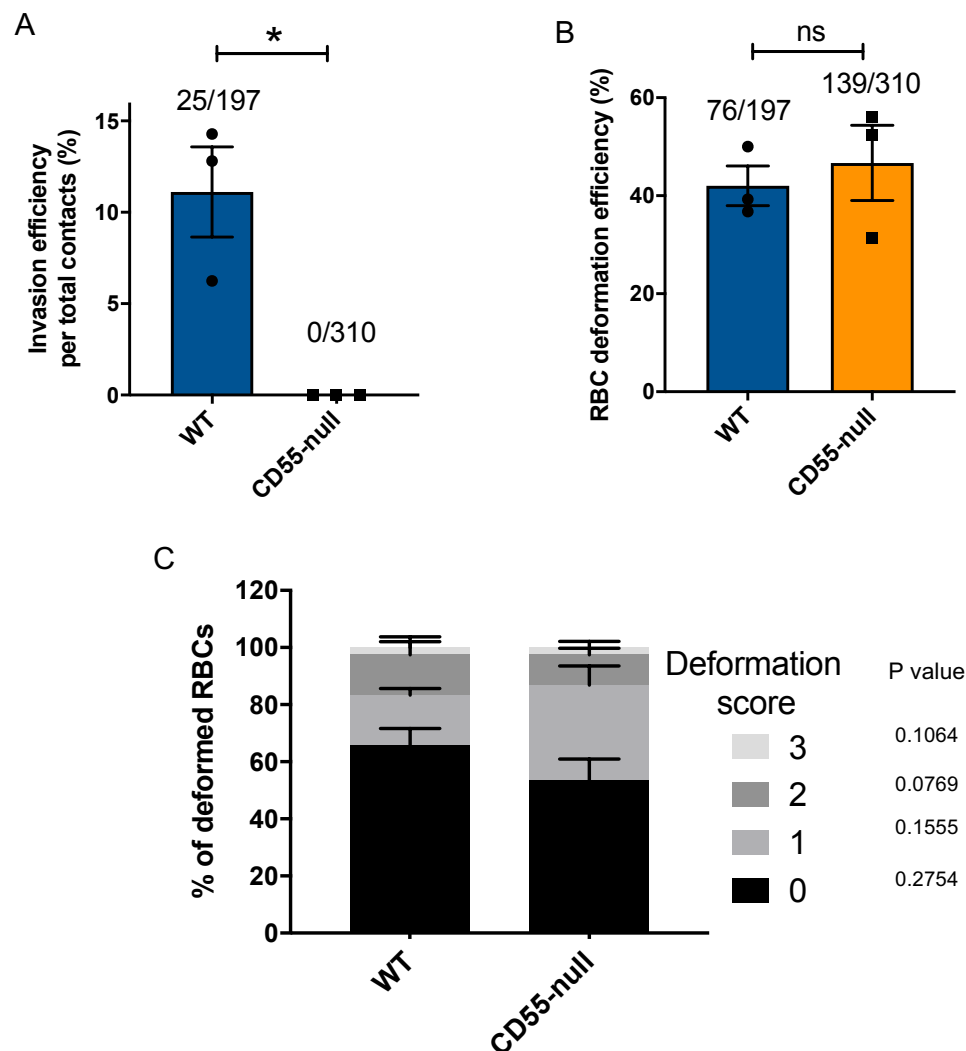 A
*
25/197
0/310
Invasion efficiency
per total contacts (%)
15
10
5
0
WT
CD55-null
B
ns
76/197
139/310
RBC deformation efficiency (%)
60
40
20
0
WT
CD55-null
C
% of deformed RBCs
120
100
80
60
40
20
0
WT
CD55-null
Deformation
score
P value
3
0.1064
2
0.0769
1
0.1555
0
0.2754